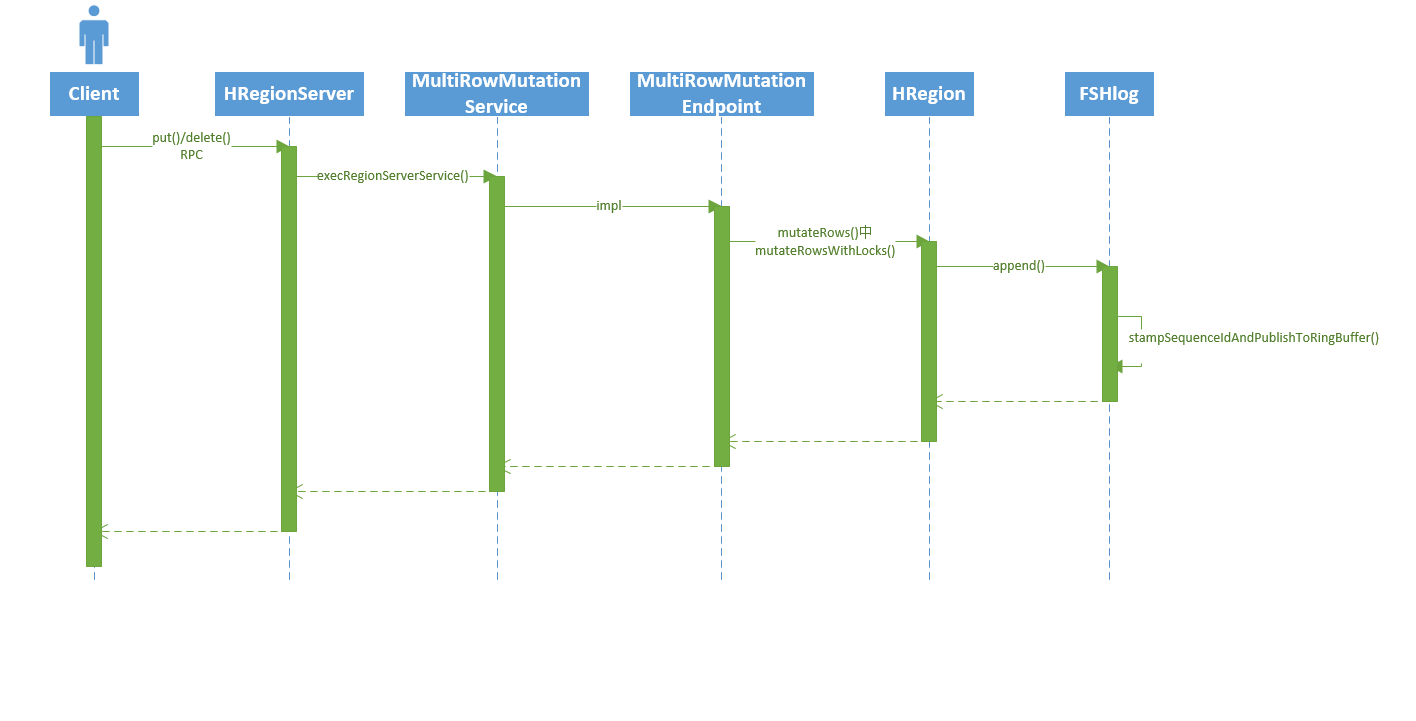 Client
HRegionServer
MultiRowMutation
Service
MultiRowMutation
Endpoint
HRegion
FSHlog
put()/delete()
RPC
execRegionServerService()
impl
mutateRows()中
mutateRowsWithLocks()
append()
stampSequenceIdAndPublishToRingBuffer()